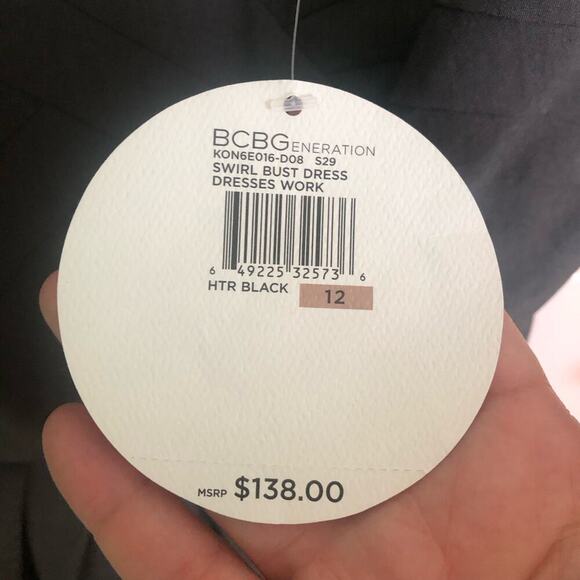 BCBGENERATION
KON6E016-D08 S29
SWIRL BUST DRESS
DRESSES WORK
6 49225 32573 6
HTR BLACK 12
MSRP $138.00